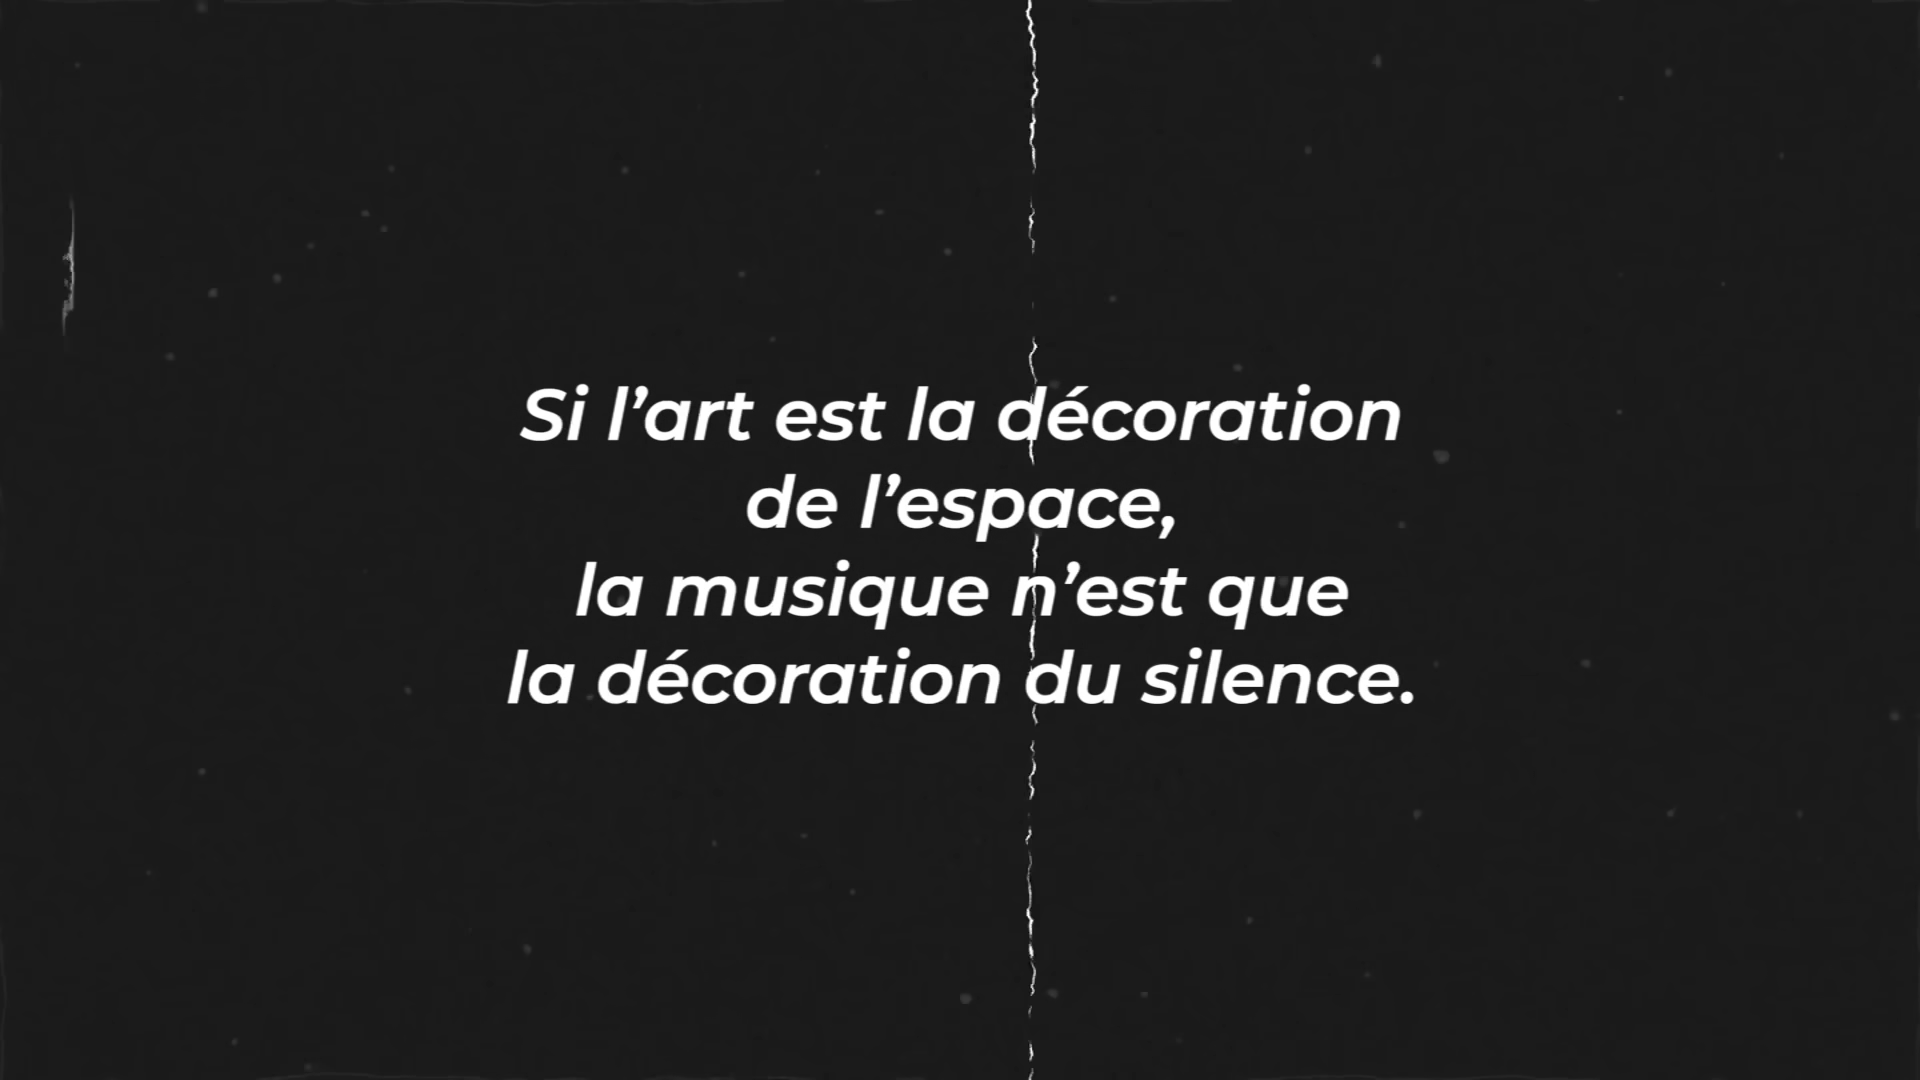 Si l’art est la décoration
de l’espace,
la musique n’est que
la décoration du silence.